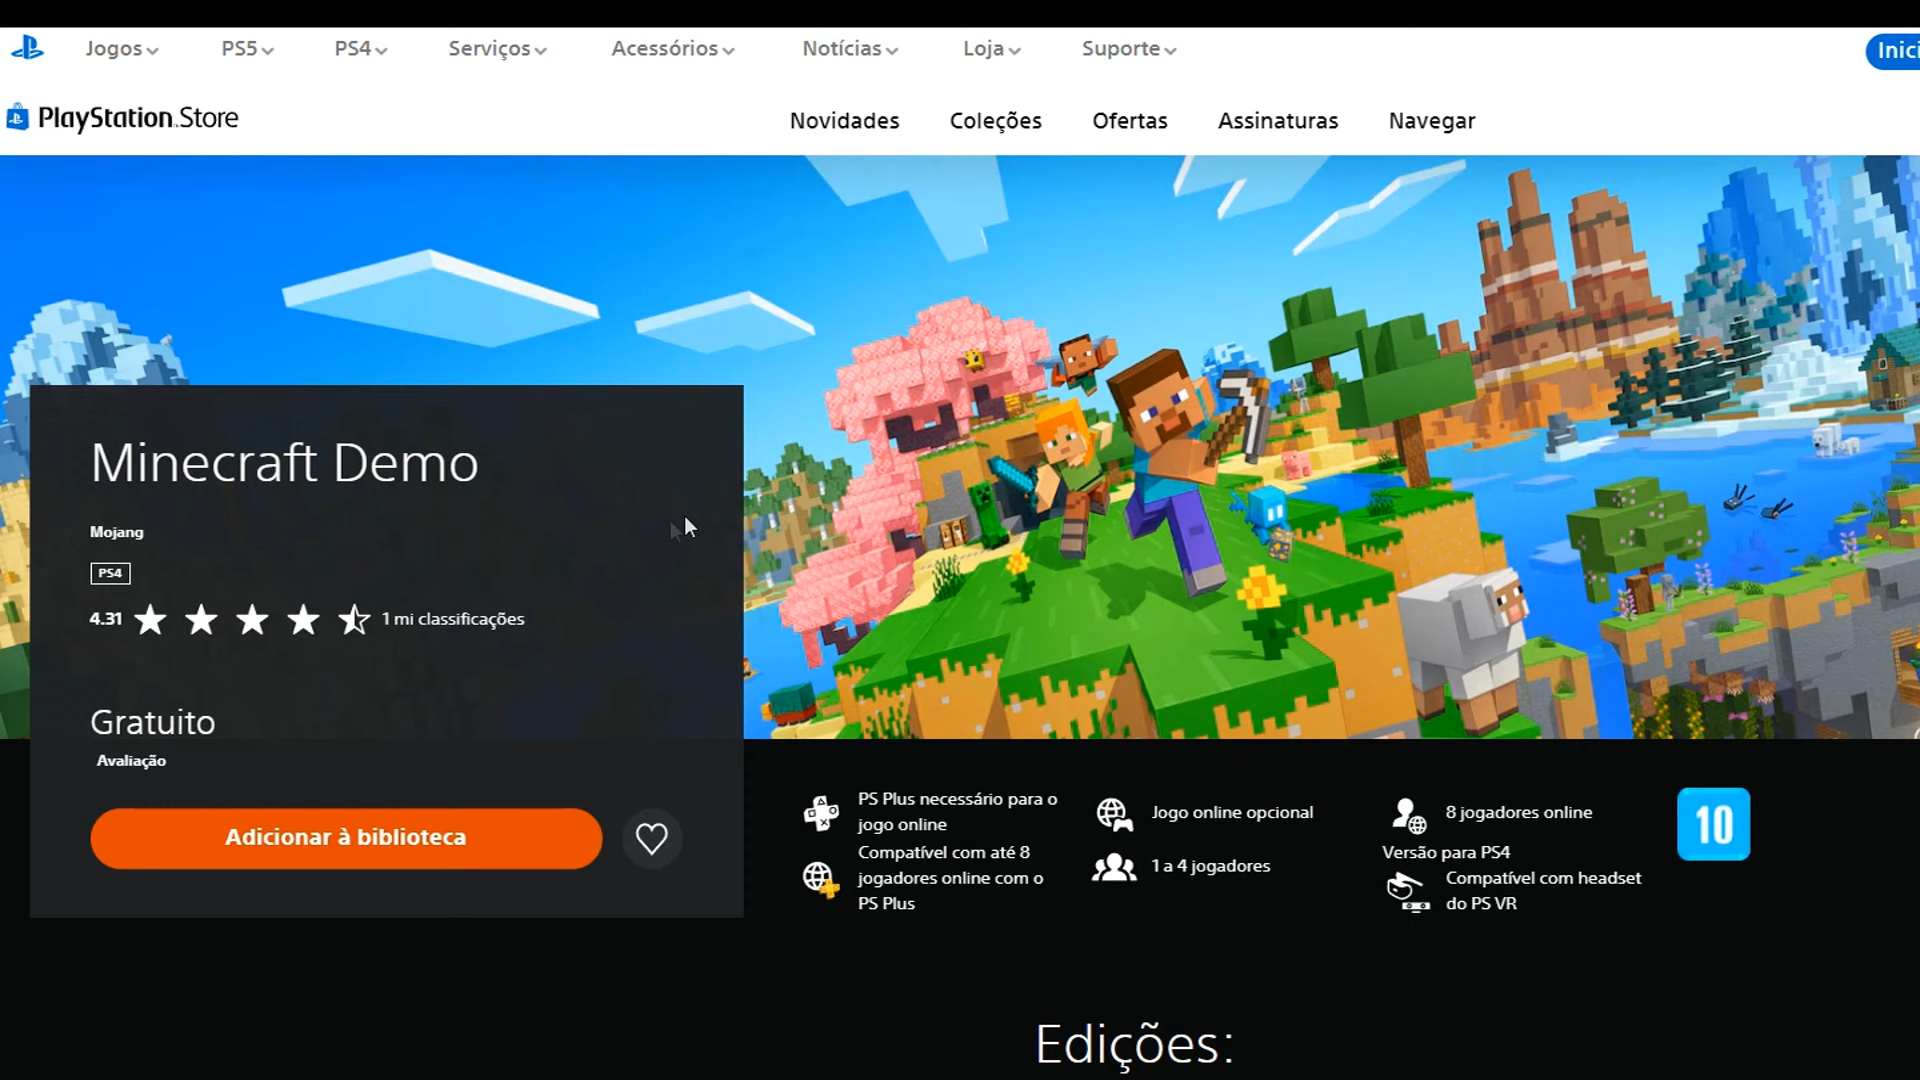 Jogos PS5 PS4 Serviços Acessórios Notícias Loja Suporte Inici
PlayStation Store
Novidades Coleções Ofertas Assinaturas Navegar
Minecraft Demo
Mojang
PS4
4.31 1 mi classificações
Gratuito
Avaliação
Adicionar à biblioteca
PS Plus necessário para o
jogo online
Compatível com até 8
jogadores online com o
PS Plus
Jogo online opcional
1 a 4 jogadores
8 jogadores online
Versão para PS4
Compatível com headset
do PS VR
10
Edições: